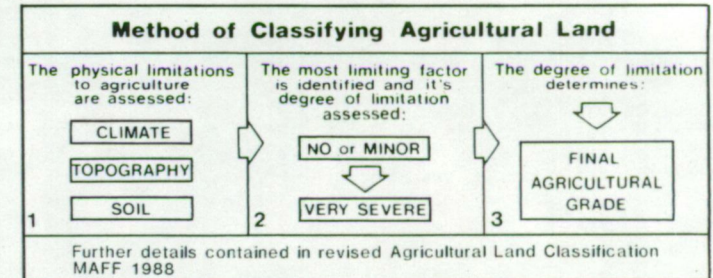 Method of Classifying Agricultural Land
The physical limitations
to agriculture
are assessed:
CLIMATE
TOPOGRAPHY
SOIL
1
The most limiting factor
is identified and it's
degree of limitation
assessed:
NO or MINOR
VERY SEVERE
2
The degree of limitation
determines:
FINAL
AGRICULTURAL
GRADE
3
Further details contained in revised Agricultural Land Classification
MAFF 1988